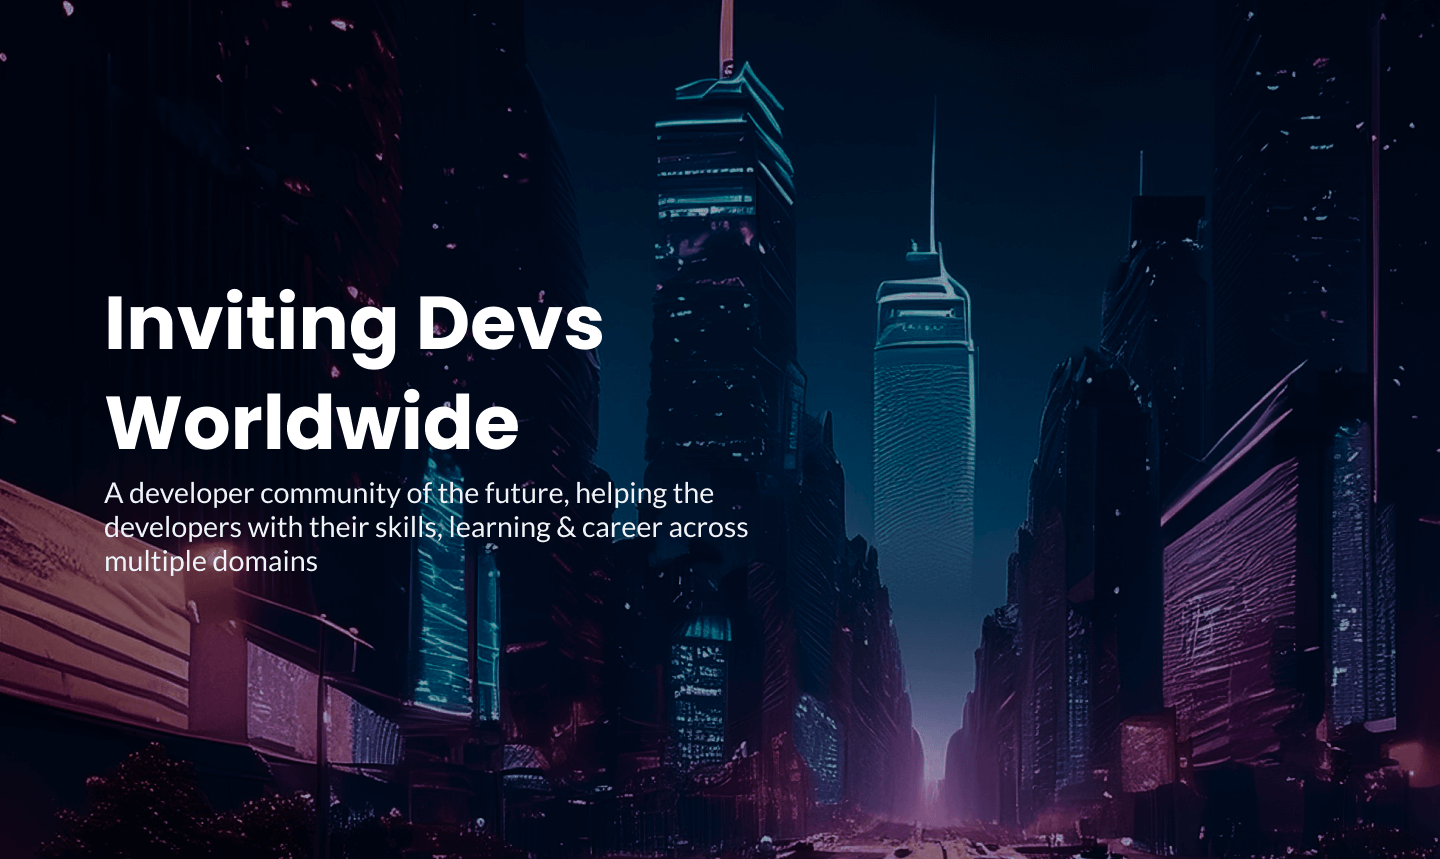 Inviting Devs
Worldwide
A developer community of the future, helping the
developers with their skills, learning & career across
multiple domains